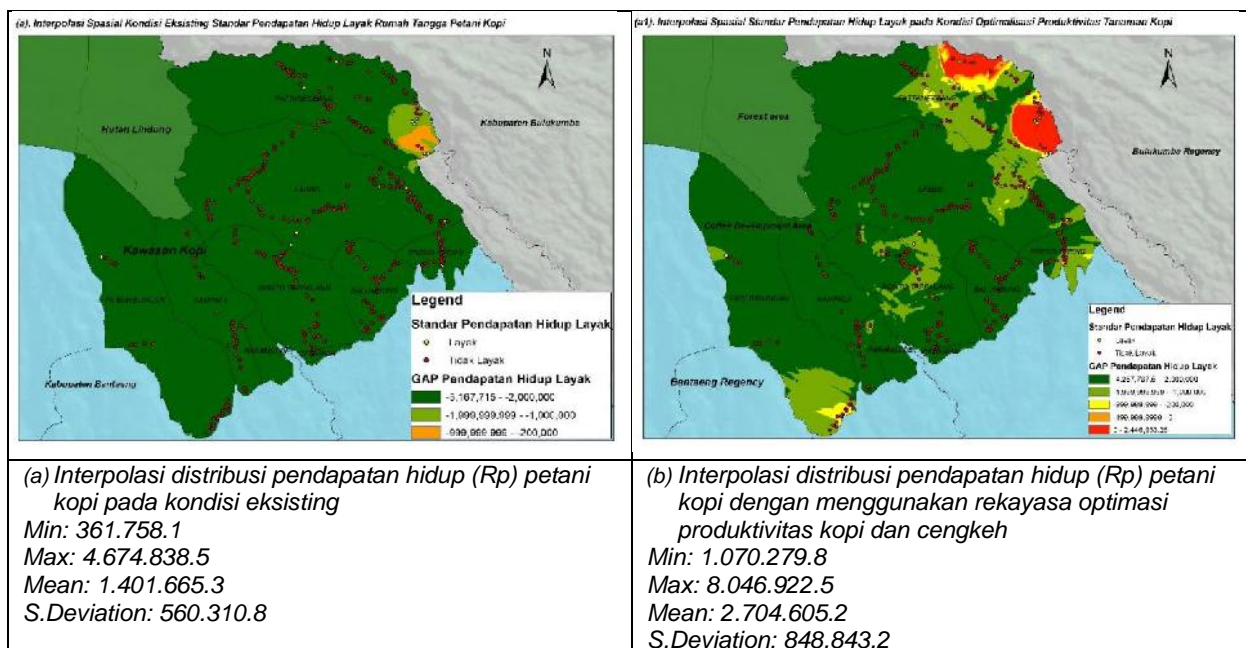 (a). Interpolasi Spasial Kondisi Eksisting Standar Pendapatan Hidup Layak Rumah Tangga Petani Kopi
N
Hutan Lindung
Kabupaten Bulukumba
Kawasan Kopi
Kabupaten Bantaeng
Legend
Standar Pendapatan Hidup Layak
Layak
Tidak Layak
GAP Pendapatan Hidup Layak
-5,167,715 - -2,000,000
-1,999,999.999 - -1,000,000
-999,999.999 - -200,000
(a1). Interpolasi Spasial Standar Pendapatan Hidup Layak pada Kondisi Optimalisasi Produktivitas Tanaman Kopi
N
Forest area
Bulukumba Regency
Coffee Development Area
Bantaeng Regency
Legend
Standar Pendapatan Hidup Layak
Layak
Tidak Layak
GAP Pendapatan Hidup Layak
(a) Interpolasi distribusi pendapatan hidup (Rp) petani
kopi pada kondisi eksisting
Min: 361.758.1
Max: 4.674.838.5
Mean: 1.401.665.3
S.Deviation: 560.310.8
(b) Interpolasi distribusi pendapatan hidup (Rp) petani
kopi dengan menggunakan rekayasa optimasi
produktivitas kopi dan cengkeh
Min: 1.070.279.8
Max: 8.046.922.5
Mean: 2.704.605.2
S.Deviation: 848.843.2